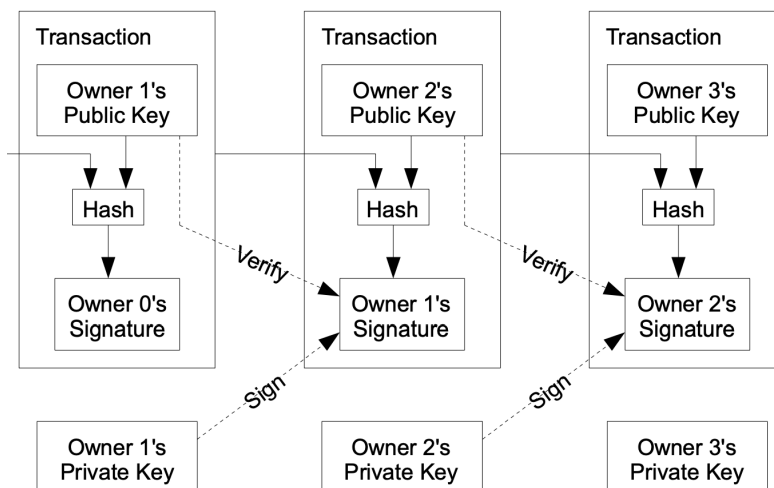 Transaction
Owner 1's
Public Key
Hash
Owner 0's
Signature
Transaction
Owner 2's
Public Key
Hash
Verify
Owner 1's
Signature
Transaction
Owner 3's
Public Key
Hash
Verify
Owner 2's
Signature
Sign
Sign
Owner 1's
Private Key
Owner 2's
Private Key
Owner 3's
Private Key